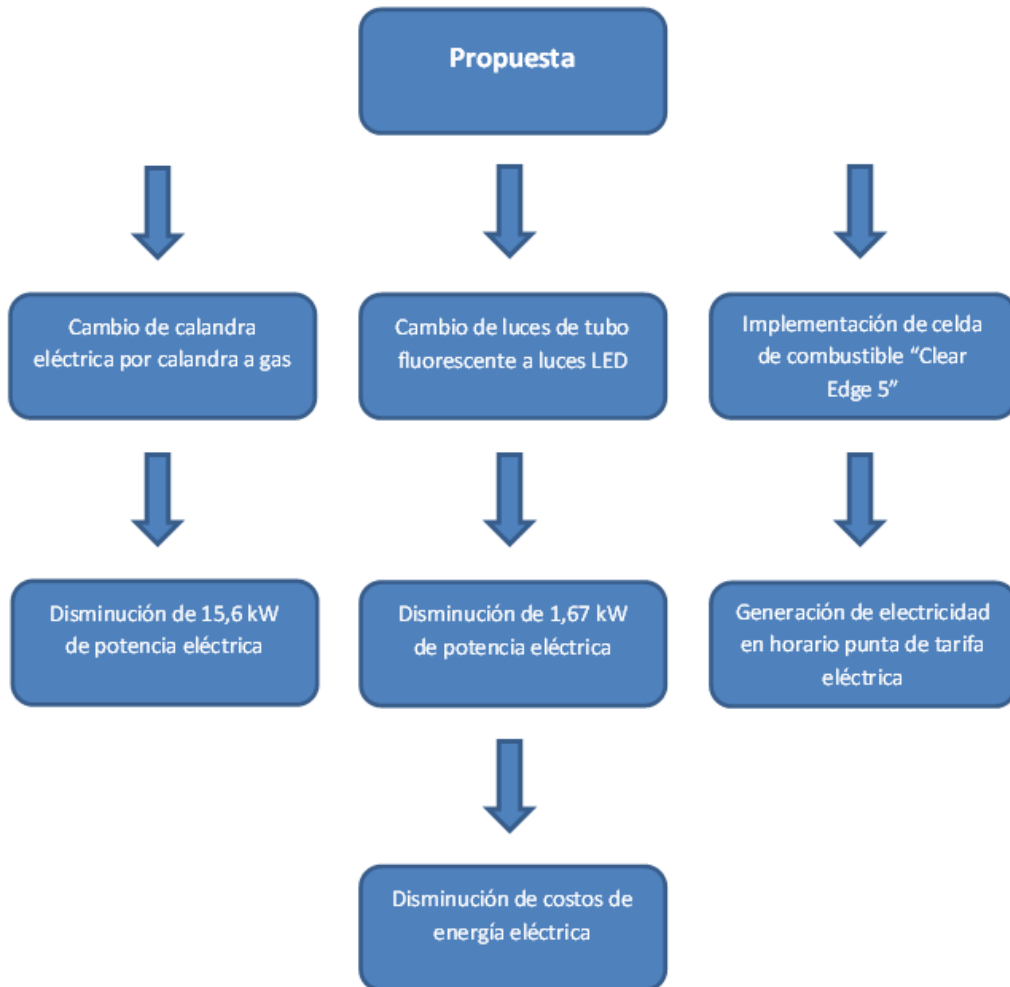 Propuesta
Cambio de calandra
eléctrica por calandra a gas
Cambio de luces de tubo
fluorescente a luces LED
Implementación de celda
de combustible “Clear
Edge 5”
Disminución de 15,6 kW
de potencia eléctrica
Disminución de 1,67 kW
de potencia eléctrica
Generación de electricidad
en horario punta de tarifa
eléctrica
Disminución de costos de
energía eléctrica